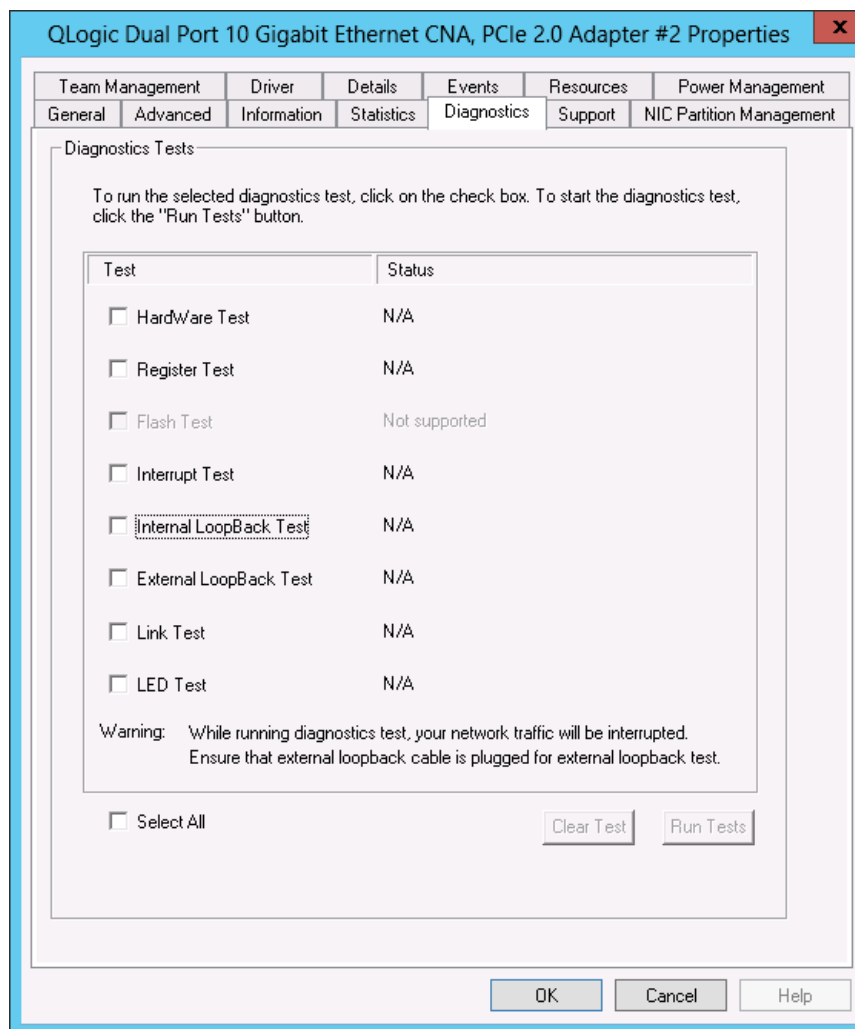 QLogic Dual Port 10 Gigabit Ethernet CNA, PCIe 2.0 Adapter #2 Properties
x
Team Management Driver Details Events Resources Power Management
General Advanced Information Statistics Diagnostics Support NIC Partition Management
Diagnostics Tests
To run the selected diagnostics test, click on the check box. To start the diagnostics test,
click the "Run Tests" button.
Test Status
HardWare Test N/A
Register Test N/A
Flash Test Not supported
Interrupt Test N/A
Internal LoopBack Test N/A
External LoopBack Test N/A
Link Test N/A
LED Test N/A
Warning: While running diagnostics test, your network traffic will be interrupted.
Ensure that external loopback cable is plugged for external loopback test.
Select All Clear Test Run Tests
OK Cancel Help